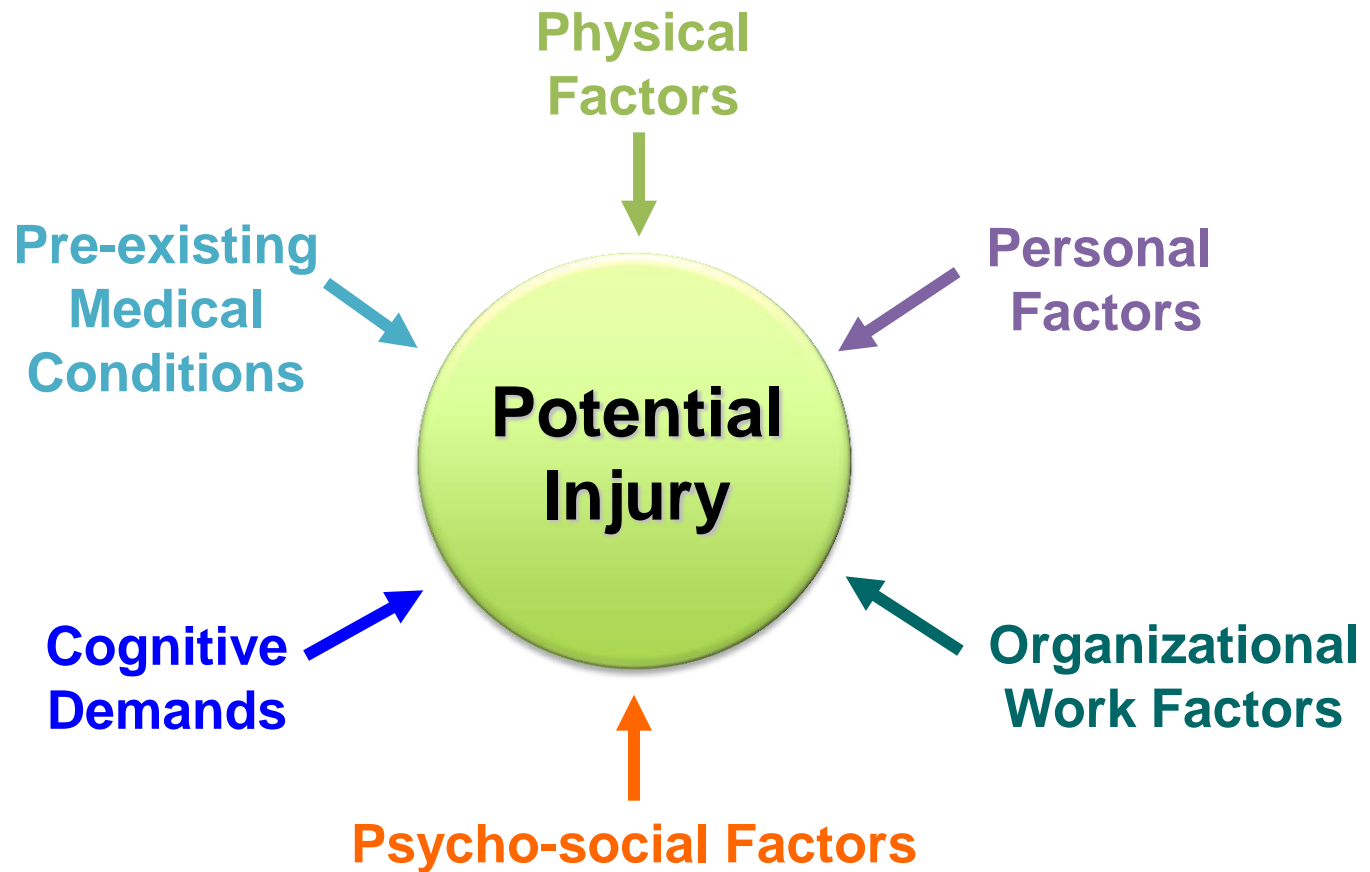 Physical
Factors
Pre-existing
Medical
Conditions
Personal
Factors
Potential
Injury
Cognitive
Demands
Organizational
Work Factors
Psycho-social Factors